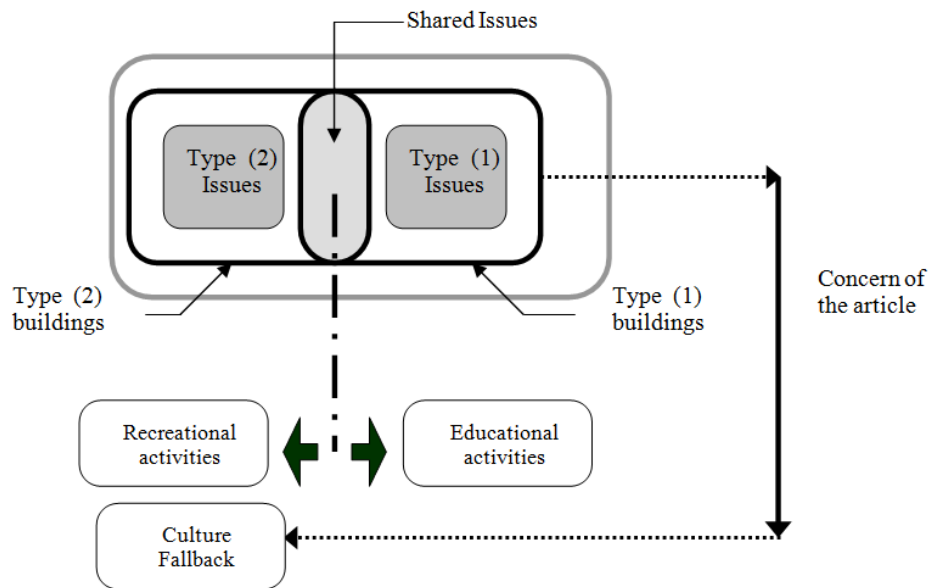 Shared Issues
Type (2)
Issues
Type (1)
Issues
Type (2)
buildings
Type (1)
buildings
Concern of
the article
Recreational
activities
Educational
activities
Culture
Fallback